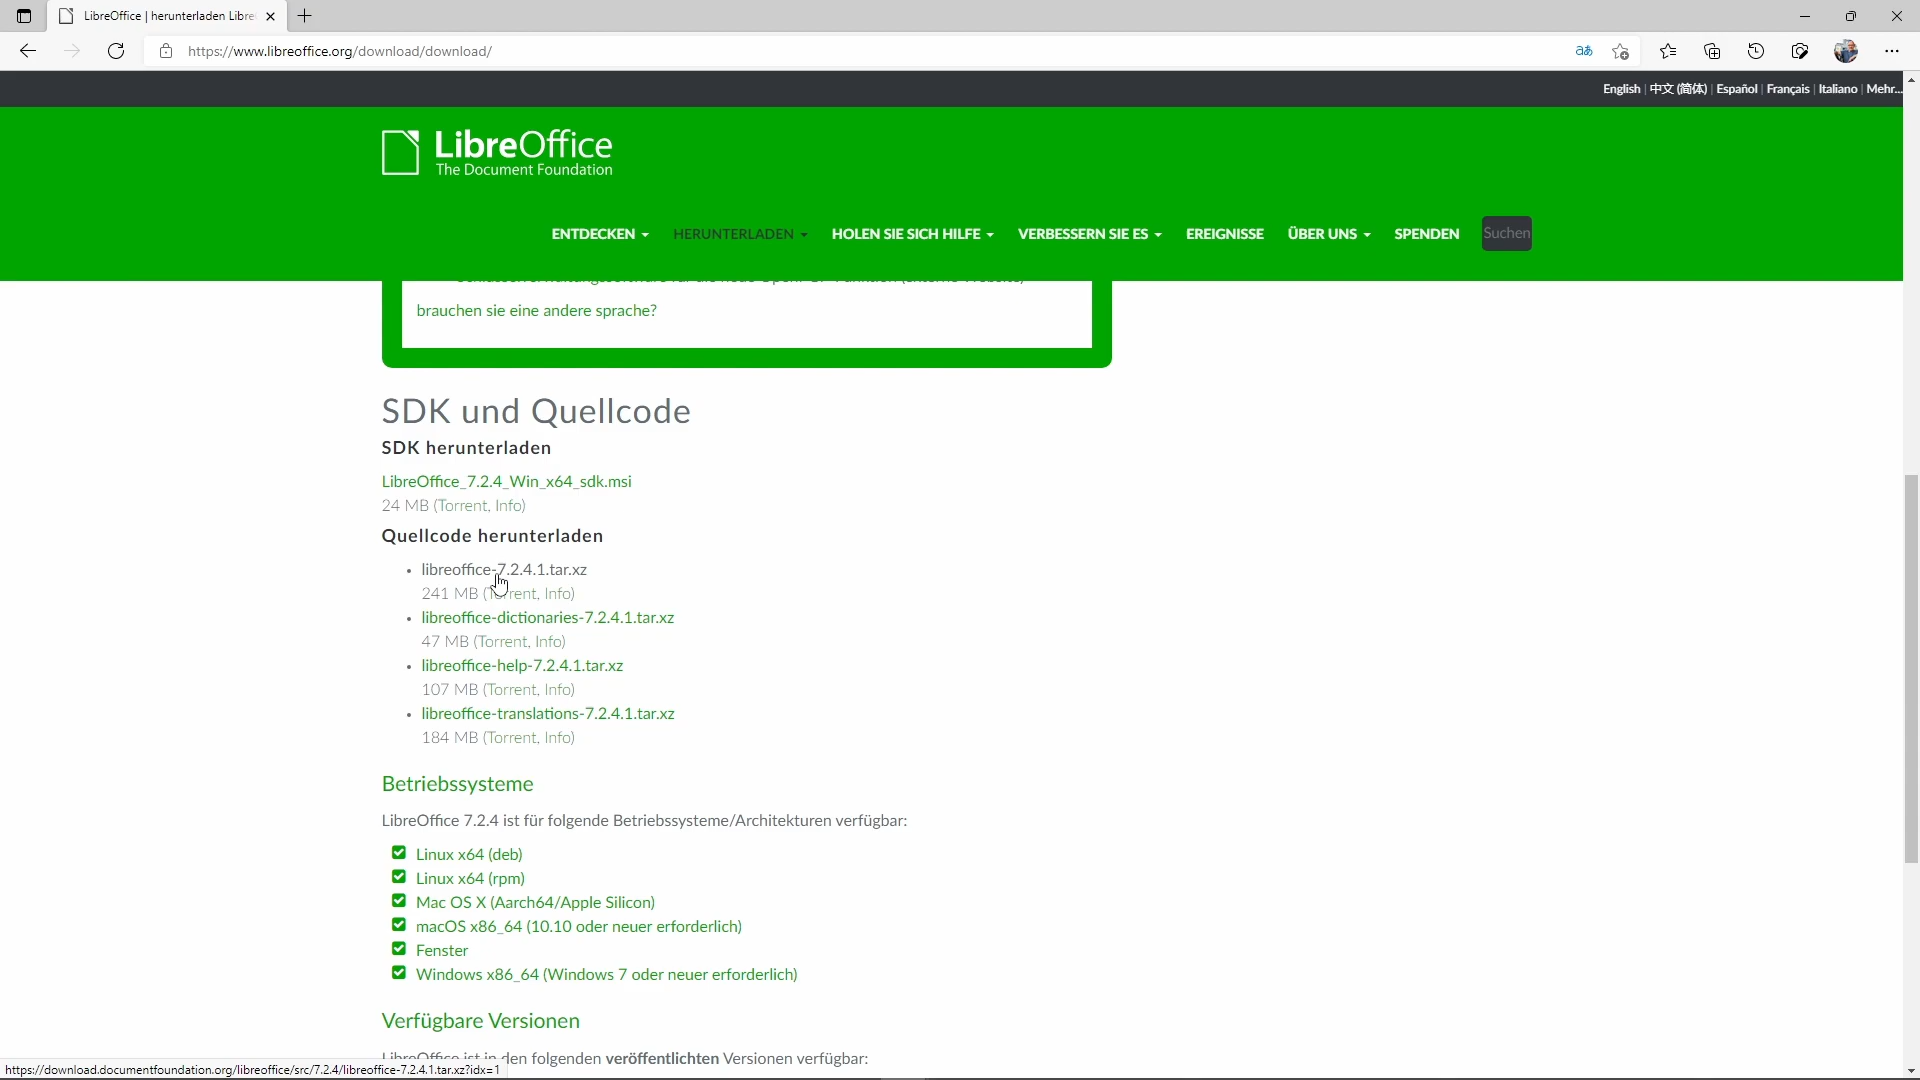 LibreOffice | herunterladen Libre
https://www.libreoffice.org/download/download/
aあ
English | 中文 (简体) | Español | Français | Italiano | Mehr...
LibreOffice
The Document Foundation
ENTDECKEN
HERUNTERLADEN
HOLEN SIE SICH HILFE
VERBESSERN SIE ES
EREIGNISSE
ÜBER UNS
SPENDEN
Suchen
brauchen sie eine andere sprache?
SDK und Quellcode
SDK herunterladen
LibreOffice_7.2.4_Win_x64_sdk.msi
24 MB (Torrent, Info)
Quellcode herunterladen
libreoffice-7.2.4.1.tar.xz
241 MB (Torrent, Info)
libreoffice-dictionaries-7.2.4.1.tar.xz
47 MB (Torrent, Info)
libreoffice-help-7.2.4.1.tar.xz
107 MB (Torrent, Info)
libreoffice-translations-7.2.4.1.tar.xz
184 MB (Torrent, Info)
Betriebssysteme
LibreOffice 7.2.4 ist für folgende Betriebssysteme/Architekturen verfügbar:
Linux x64 (deb)
Linux x64 (rpm)
Mac OS X (Aarch64/Apple Silicon)
macOS x86_64 (10.10 oder neuer erforderlich)
Fenster
Windows x86_64 (Windows 7 oder neuer erforderlich)
Verfügbare Versionen
LibreOffice ist in den folgenden veröffentlichten Versionen verfügbar:
https://download.documentfoundation.org/libreoffice/src/7.2.4/libreoffice-7.2.4.1.tar.xz?idx=1